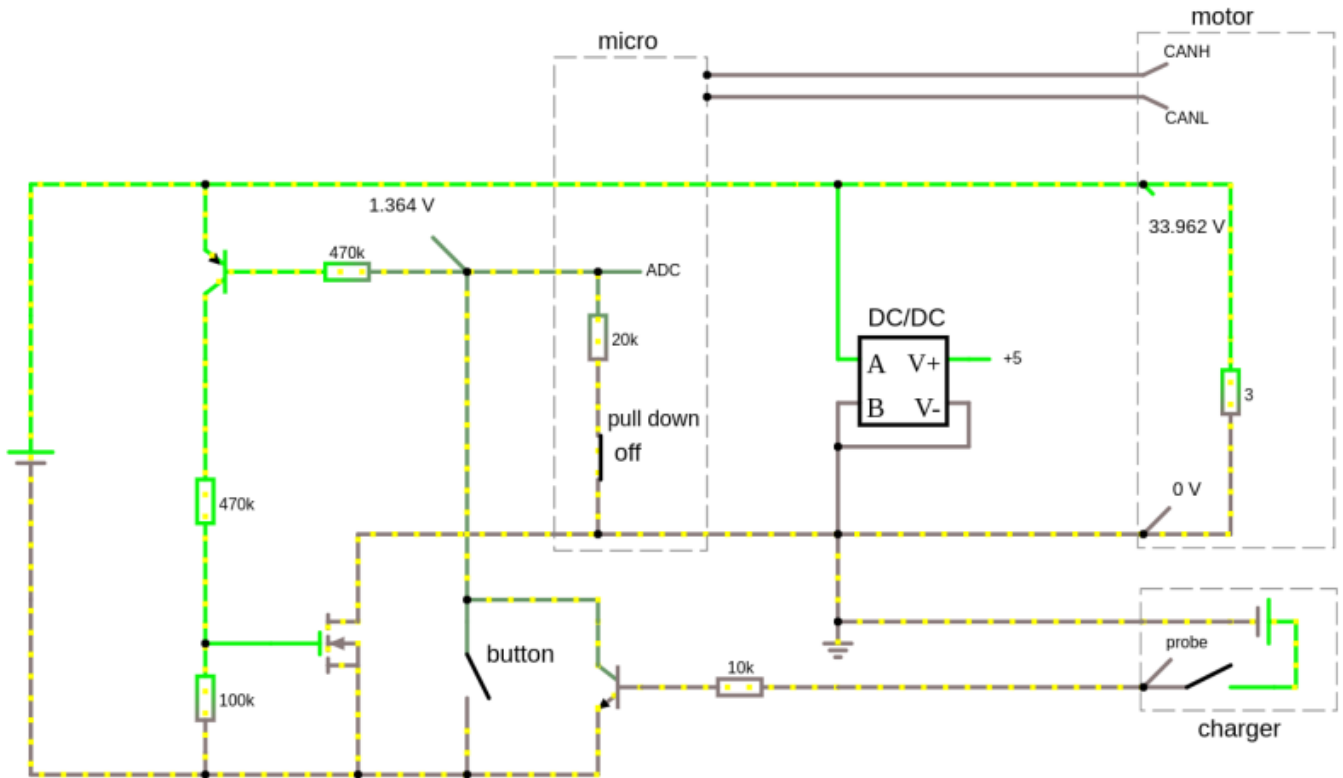 motor
micro
CANH
CANL
1.364 V
33.962 V
470k
ADC
DC/DC
20k
A V+
+5
3
B V-
pull down
off
470k
0 V
button
probe
10k
100k
charger